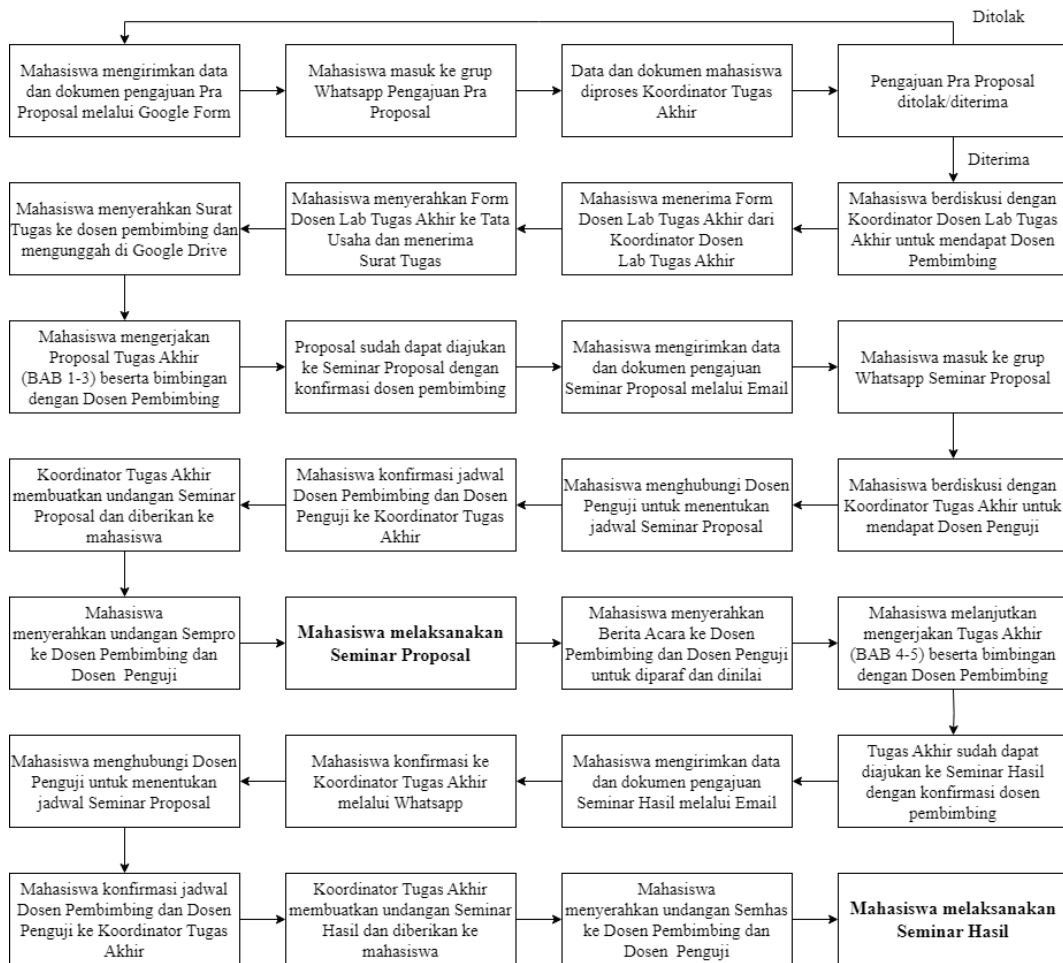 Ditolak
Mahasiswa mengirimkan data
dan dokumen pengajuan Pra
Proposal melalui Google Form
Mahasiswa masuk ke grup
Whatsapp Pengajuan Pra
Proposal
Data dan dokumen mahasiswa
diproses Koordinator Tugas
Akhir
Pengajuan Pra Proposal
ditolak/diterima
Diterima
Mahasiswa berdiskusi dengan
Koordinator Dosen Lab Tugas
Akhir untuk mendapat Dosen
Pembimbing
Mahasiswa menerima Form
Dosen Lab Tugas Akhir dari
Koordinator Dosen
Lab Tugas Akhir
Mahasiswa menyerahkan Form
Dosen Lab Tugas Akhir ke Tata
Usaha dan menerima
Surat Tugas
Mahasiswa menyerahkan Surat
Tugas ke dosen pembimbing dan
mengunggah di Google Drive
Mahasiswa mengerjakan
Proposal Tugas Akhir
(BAB 1-3) beserta bimbingan
dengan Dosen Pembimbing
Proposal sudah dapat diajukan
ke Seminar Proposal dengan
konfirmasi dosen pembimbing
Mahasiswa mengirimkan data
dan dokumen pengajuan
Seminar Proposal melalui Email
Mahasiswa masuk ke grup
Whatsapp Seminar Proposal
Mahasiswa berdiskusi dengan
Koordinator Tugas Akhir untuk
mendapat Dosen Penguji
Mahasiswa menghubungi Dosen
Penguji untuk menentukan
jadwal Seminar Proposal
Mahasiswa konfirmasi jadwal
Dosen Pembimbing dan Dosen
Penguji ke Koordinator Tugas
Akhir
Koordinator Tugas Akhir
membuatkan undangan Seminar
Proposal dan diberikan ke
mahasiswa
Mahasiswa
menyerahkan undangan Sempro
ke Dosen Pembimbing dan
Dosen Penguji
Mahasiswa melaksanakan
Seminar Proposal
Mahasiswa menyerahkan
Berita Acara ke Dosen
Pembimbing dan Dosen Penguji
untuk diparaf dan dinilai
Mahasiswa melanjutkan
mengerjakan Tugas Akhir
(BAB 4-5) beserta bimbingan
dengan Dosen Pembimbing
Tugas Akhir sudah dapat
diajukan ke Seminar Hasil
dengan konfirmasi dosen
pembimbing
Mahasiswa mengirimkan data
dan dokumen pengajuan
Seminar Hasil melalui Email
Mahasiswa konfirmasi ke
Koordinator Tugas Akhir
melalui Whatsapp
Mahasiswa menghubungi Dosen
Penguji untuk menentukan
jadwal Seminar Proposal
Mahasiswa konfirmasi jadwal
Dosen Pembimbing dan Dosen
Penguji ke Koordinator Tugas
Akhir
Koordinator Tugas Akhir
membuatkan undangan Seminar
Hasil dan diberikan ke
mahasiswa
Mahasiswa
menyerahkan undangan Semhas
ke Dosen Pembimbing dan
Dosen Penguji
Mahasiswa melaksanakan
Seminar Hasil